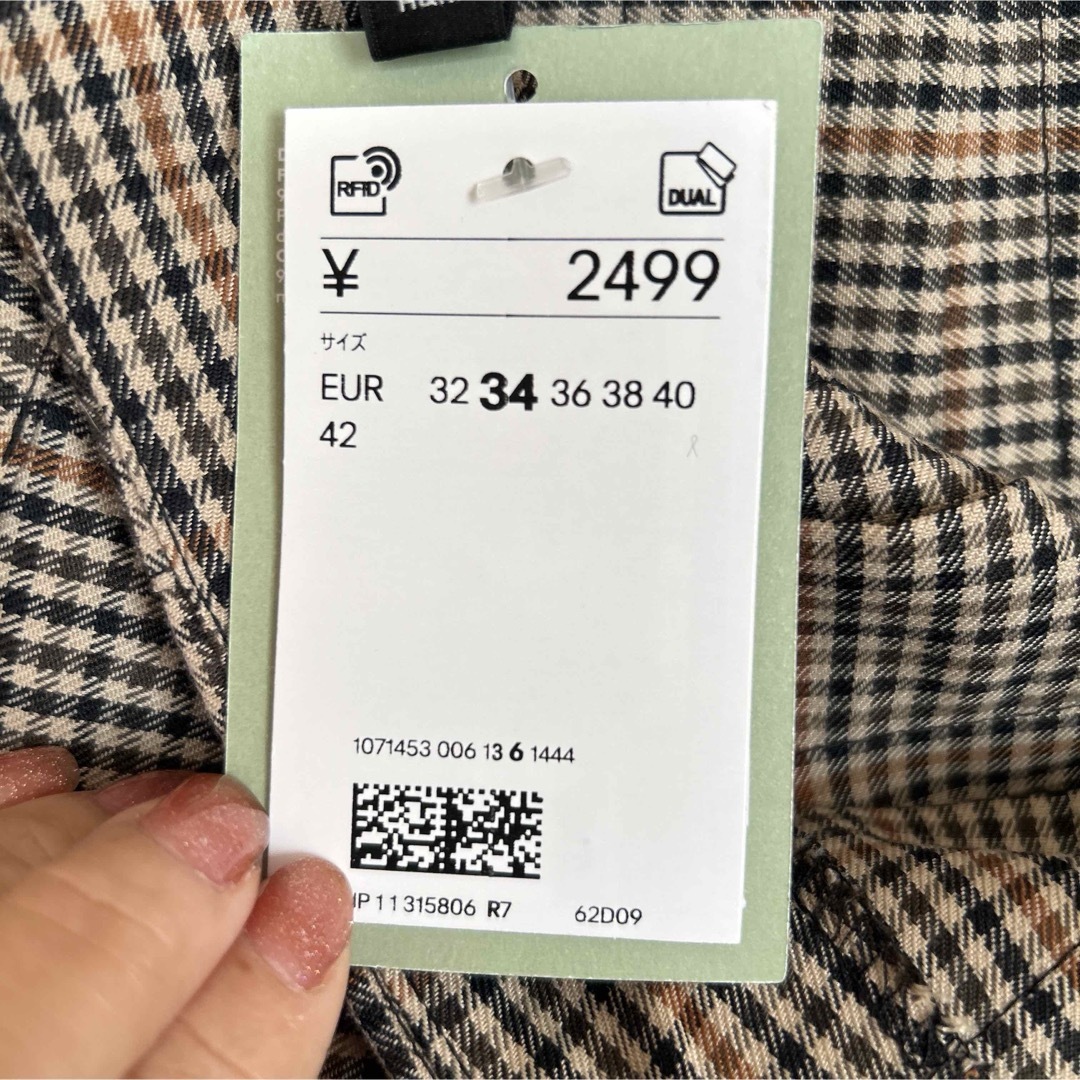 RFID
DUAL
¥ 2499
サイズ
EUR 32 34 36 38 40
42
1071453 006 13 6 1444
11315806 R7 62D09